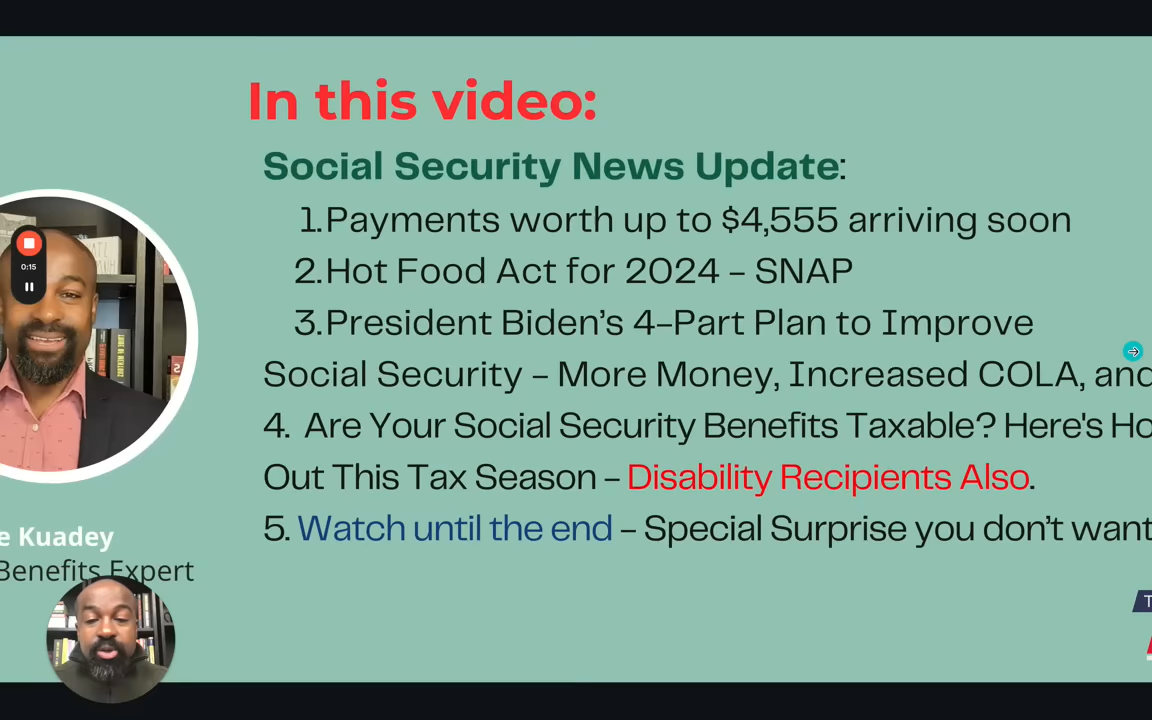 In this video:
Social Security News Update:
1. Payments worth up to $4,555 arriving soon
2. Hot Food Act for 2024 – SNAP
3. President Biden’s 4-Part Plan to Improve
Social Security – More Money, Increased COLA, and
4. Are Your Social Security Benefits Taxable? Here's
Out This Tax Season – Disability Recipients Also.
5. Watch until the end – Special Surprise you don’t want
0:15
Kuadey
Benefits Expert